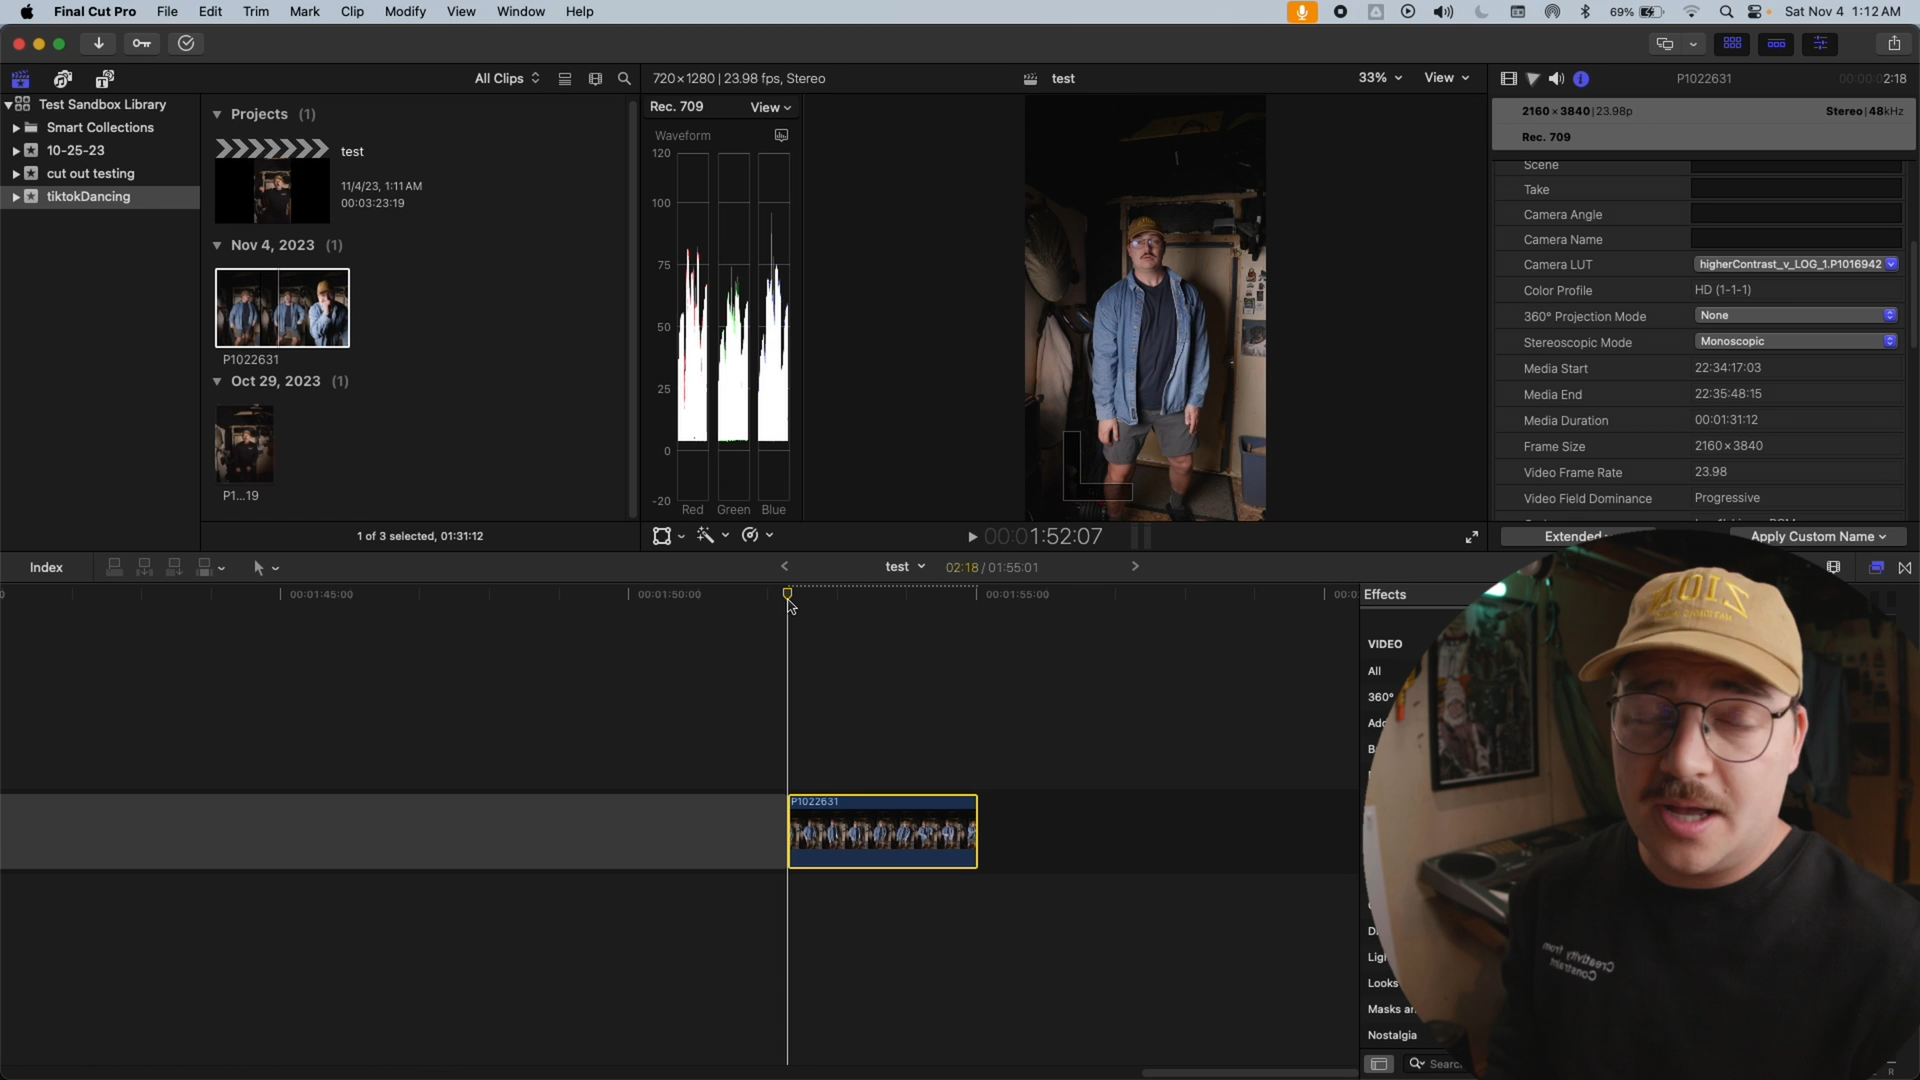 Final Cut Pro File Edit Trim Mark Clip Modify View Window Help
69% Sat Nov 4 1:12 AM
All Clips
720×1280 | 23.98 fps, Stereo
test
33% View
P1022631
00:00:02:18
Test Sandbox Library
Smart Collections
10-25-23
cut out testing
tiktokDancing
Projects (1)
test
11/4/23, 1:11 AM
00:03:23:19
Nov 4, 2023 (1)
P1022631
Oct 29, 2023 (1)
P1...19
1 of 3 selected, 01:31:12
Rec. 709 View
Waveform
120
100
75
50
25
0
-20
Red Green Blue
00:01:52:07
2160×3840 | 23.98p Stereo | 48kHz
Rec. 709
Scene
Take
Camera Angle
Camera Name
Camera LUT higherContrast_v_LOG_1.P1016942
Color Profile HD (1-1-1)
360° Projection Mode None
Stereoscopic Mode Monoscopic
Media Start 22:34:17:03
Media End 22:35:48:15
Media Duration 00:01:31:12
Frame Size 2160×3840
Video Frame Rate 23.98
Video Field Dominance Progressive
Extended Apply Custom Name
Index
test 02:18 / 01:55:01
00:01:45:00 00:01:50:00 00:01:55:00 00:0
P1022631
Effects
VIDEO
All
360°
Looks
Nostalgia
ZION
Creativity from
Constraint
R